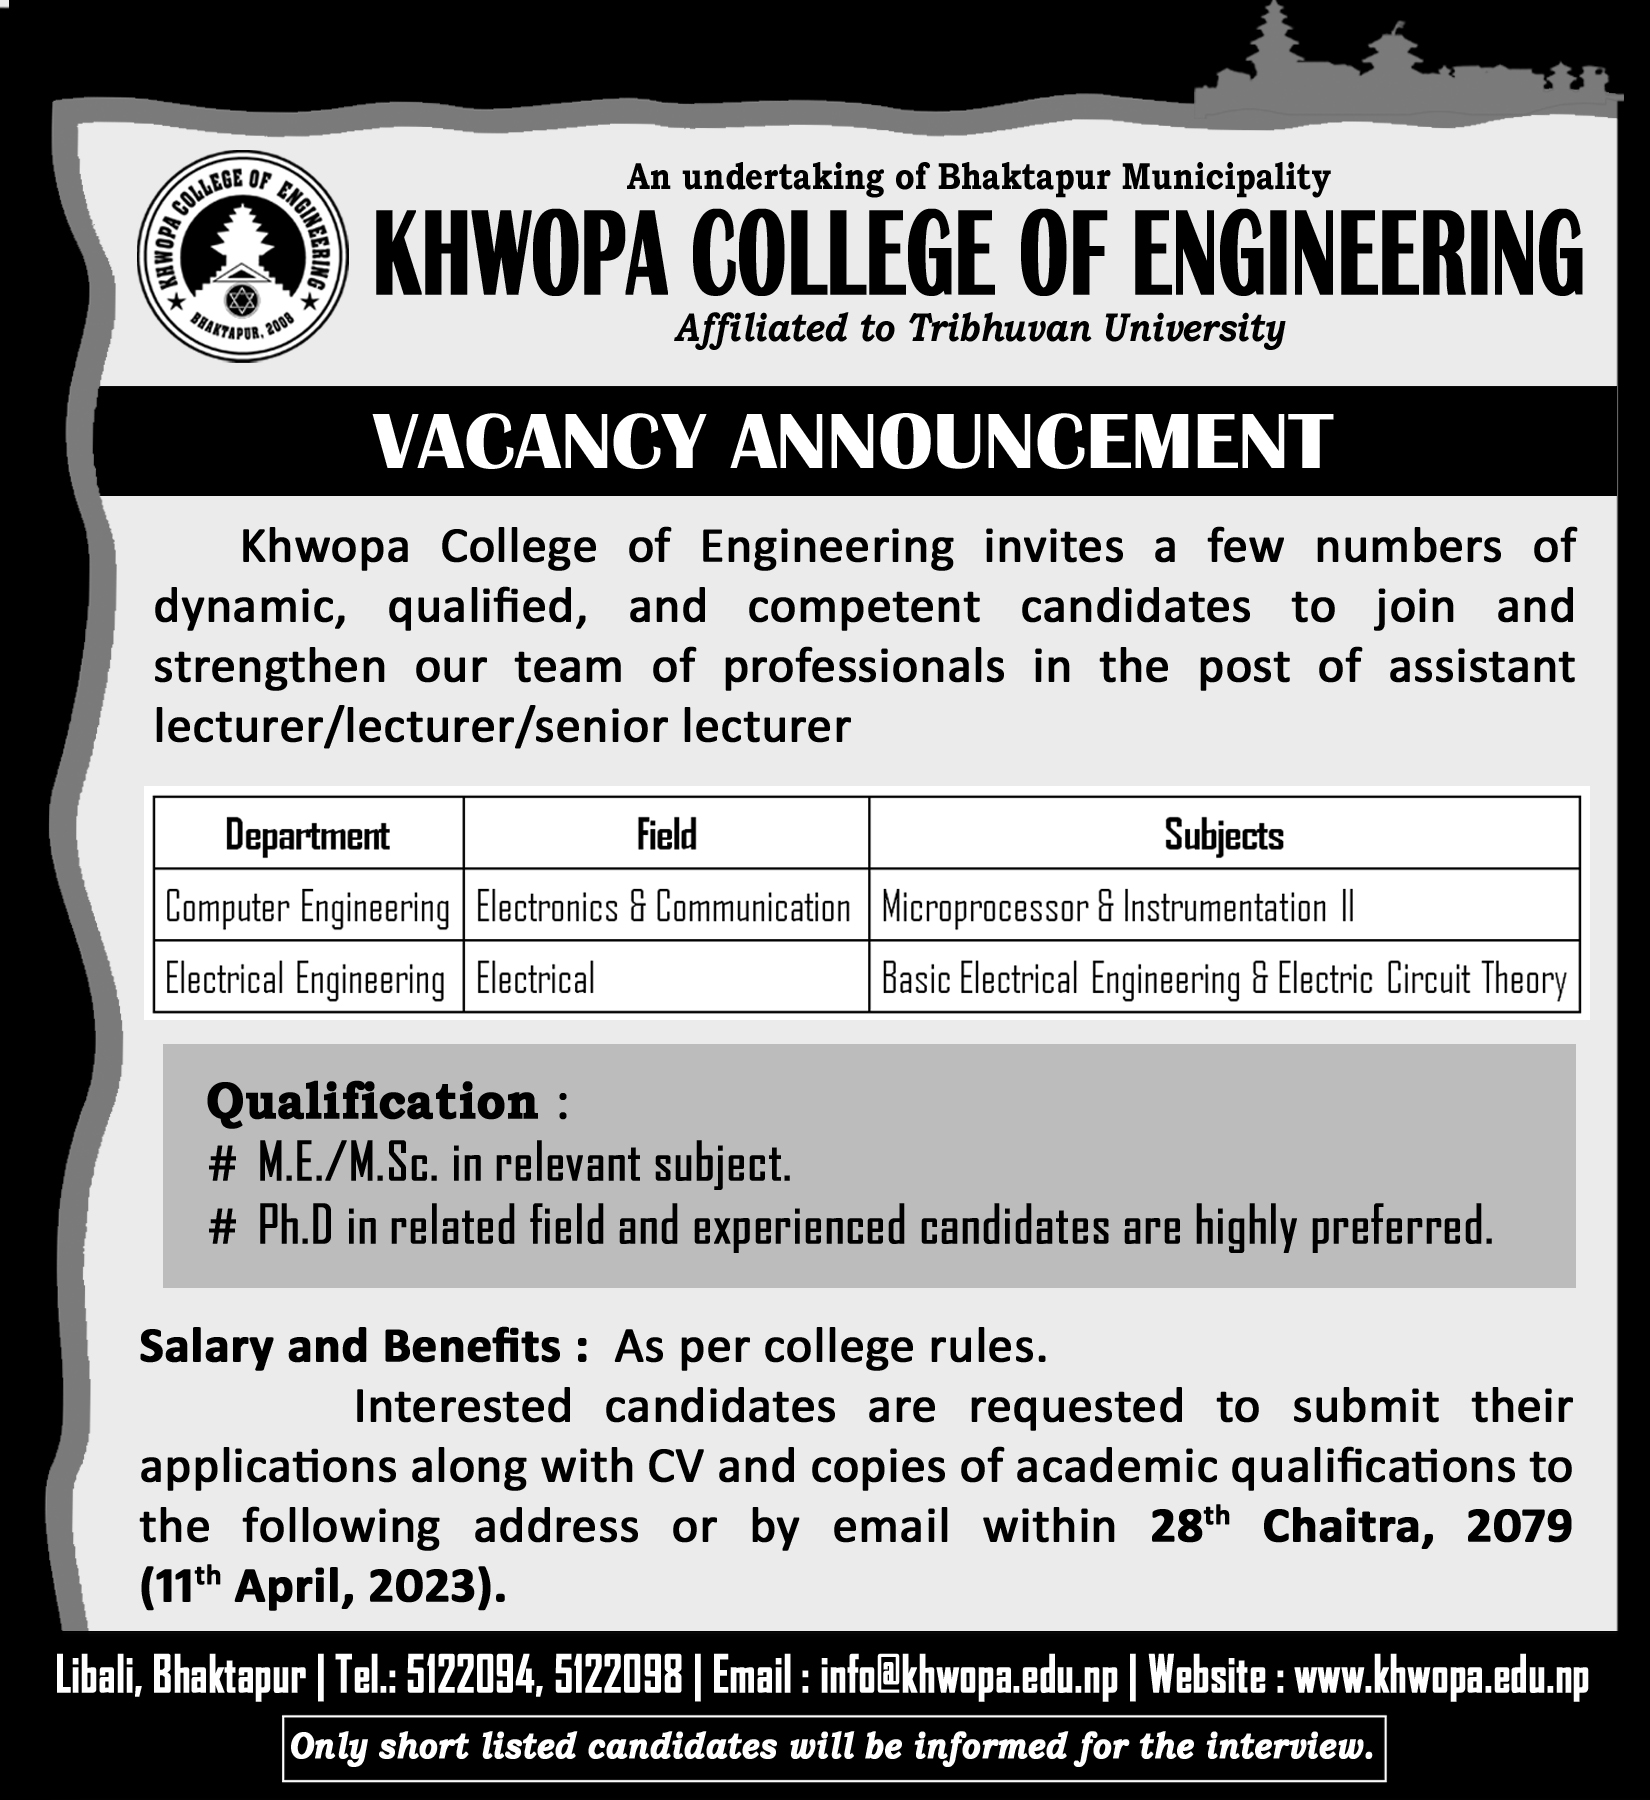 KHWOPA COLLEGE OF ENGINEERING
BHAKTAPUR, 2008
An undertaking of Bhaktapur Municipality
KHWOPA COLLEGE OF ENGINEERING
Affiliated to Tribhuvan University
VACANCY ANNOUNCEMENT
Khwopa College of Engineering invites a few numbers of
dynamic, qualified, and competent candidates to join and
strengthen our team of professionals in the post of assistant
lecturer/lecturer/senior lecturer
Department Field Subjects
Computer Engineering Electronics & Communication Microprocessor & Instrumentation II
Electrical Engineering Electrical Basic Electrical Engineering & Electric Circuit Theory
Qualification :
# M.E./M.Sc. in relevant subject.
# Ph.D in related field and experienced candidates are highly preferred.
Salary and Benefits : As per college rules.
Interested candidates are requested to submit their
applications along with CV and copies of academic qualifications to
the following address or by email within 28th Chaitra, 2079
(11th April, 2023).
Libali, Bhaktapur | Tel.: 5122094, 5122098 | Email : info@khwopa.edu.np | Website : www.khwopa.edu.np
Only short listed candidates will be informed for the interview.